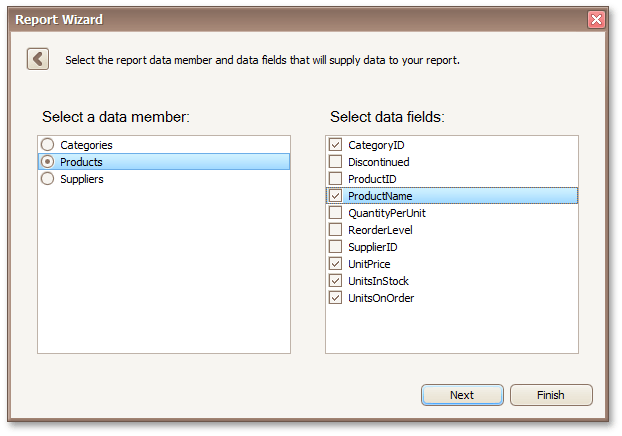 Report Wizard
Select the report data member and data fields that will supply data to your report.
Select a data member:
Categories
Products
Suppliers
Select data fields:
CategoryID
Discontinued
ProductID
ProductName
QuantityPerUnit
ReorderLevel
SupplierID
UnitPrice
UnitsInStock
UnitsOnOrder
Next
Finish